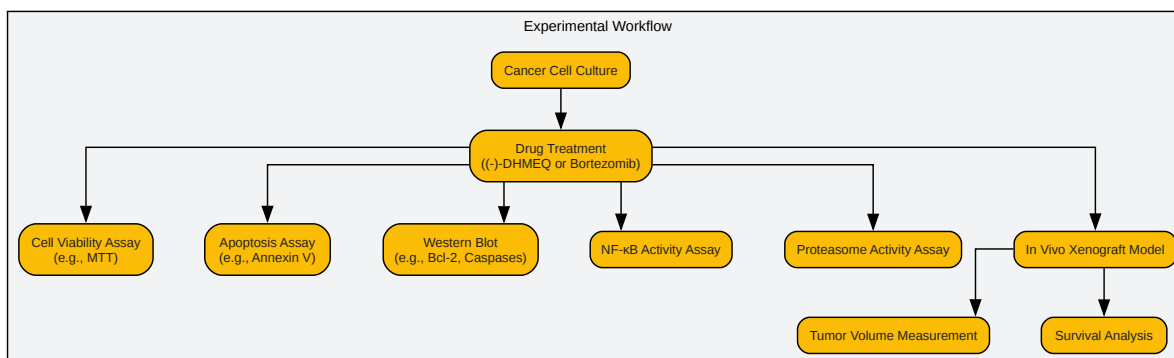 Experimental Workflow
Cancer Cell Culture
Drug Treatment
((-)-DHMEQ or Bortezomib)
Cell Viability Assay
(e.g., MTT)
Apoptosis Assay
(e.g., Annexin V)
Western Blot
(e.g., Bcl-2, Caspases)
NF-κB Activity Assay
Proteasome Activity Assay
In Vivo Xenograft Model
Tumor Volume Measurement
Survival Analysis